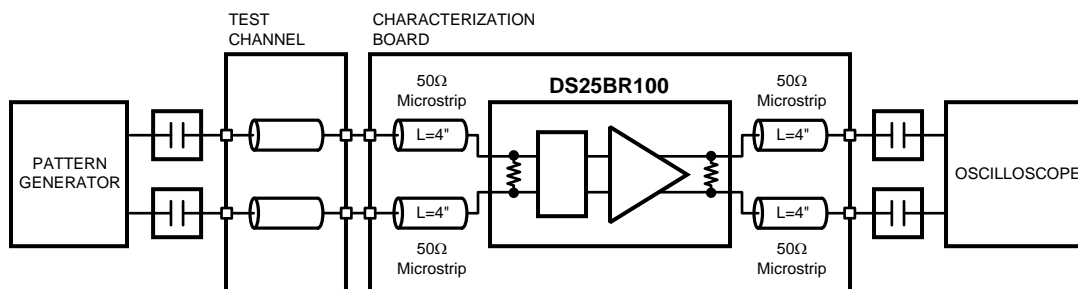 TEST
CHANNEL
CHARACTERIZATION
BOARD
50Ω
Microstrip
DS25BR100
50Ω
Microstrip
L=4"
L=4"
PATTERN
GENERATOR
OSCILLOSCOPE
L=4"
L=4"
50Ω
Microstrip
50Ω
Microstrip